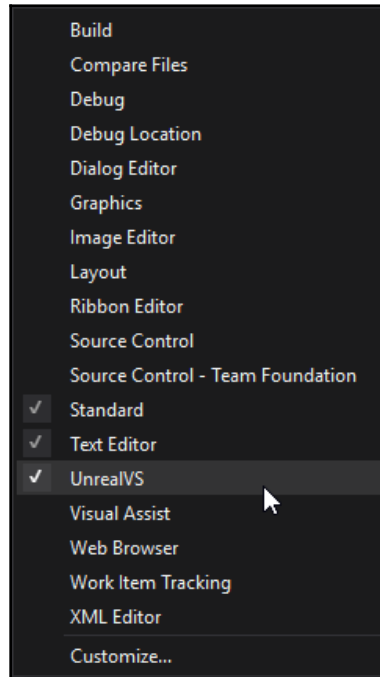 Build
Compare Files
Debug
Debug Location
Dialog Editor
Graphics
Image Editor
Layout
Ribbon Editor
Source Control
Source Control - Team Foundation
Standard
Text Editor
UnrealVS
Visual Assist
Web Browser
Work Item Tracking
XML Editor
Customize...